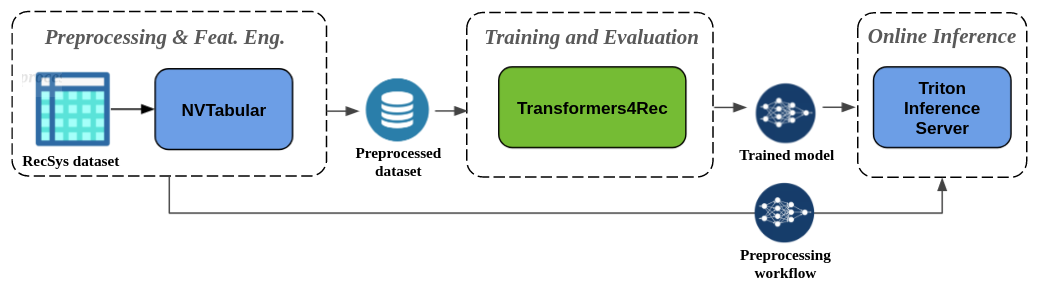 Preprocessing & Feat. Eng.
NVTabular
RecSys dataset
Preprocessed
dataset
Training and Evaluation
Transformers4Rec
Trained model
Online Inference
Triton
Inference
Server
Preprocessing
workflow